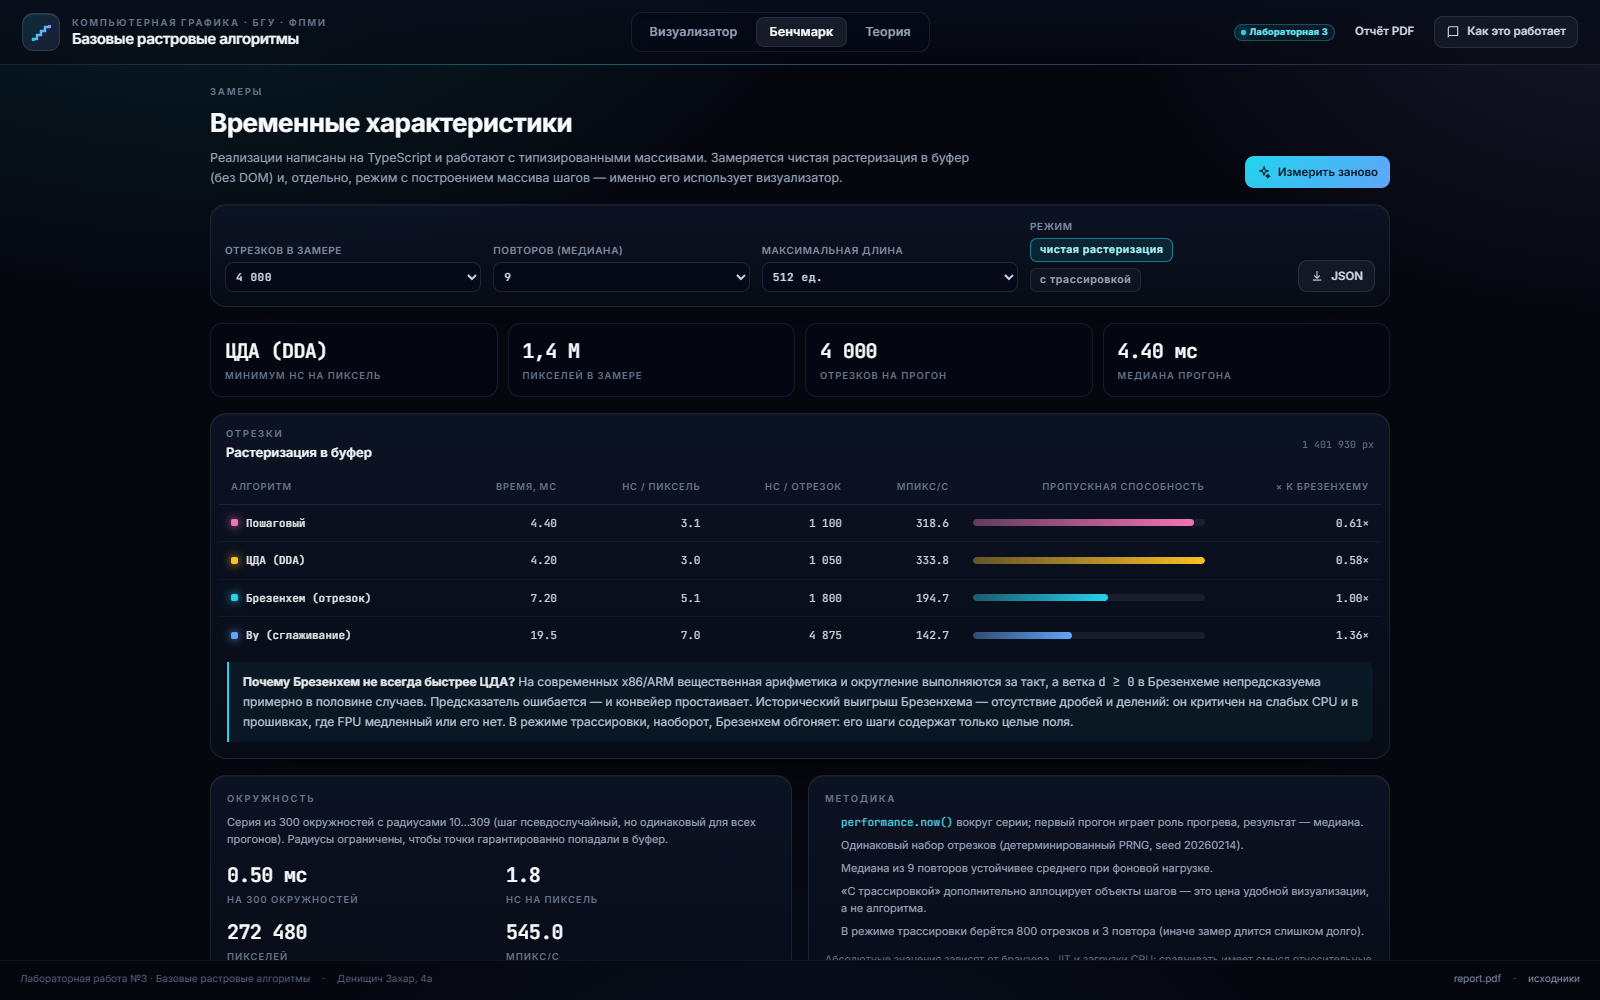 КОМПЬЮТЕРНАЯ ГРАФИКА · БГУ · ФПМИ
Базовые растровые алгоритмы
Визуализатор
Бенчмарк
Теория
Лабораторная 3
Отчёт PDF
Как это работает
ЗАМЕРЫ
Временные характеристики
Реализации написаны на TypeScript и работают с типизированными массивами. Замеряется чистая растеризация в буфер
(без DOM) и, отдельно, режим с построением массива шагов — именно его использует визуализатор.
Измерить заново
ОТРЕЗКОВ В ЗАМЕРЕ
4 000
ПОВТОРОВ (МЕДИАНА)
9
МАКСИМАЛЬНАЯ ДЛИНА
512 ед.
РЕЖИМ
чистая растеризация
с трассировкой
JSON
ЦДА (DDA)
МИНИМУМ НС НА ПИКСЕЛЬ
1,4 М
ПИКСЕЛЕЙ В ЗАМЕРЕ
4 000
ОТРЕЗКОВ НА ПРОГОН
4.40 мс
МЕДИАНА ПРОГОНА
ОТРЕЗКИ
Растеризация в буфер
1 401 930 px
АЛГОРИТМ ВРЕМЯ, МС НС / ПИКСЕЛЬ НС / ОТРЕЗОК МПИКС/С ПРОПУСКНАЯ СПОСОБНОСТЬ × К БРЕЗЕНХЕМУ
Пошаговый 4.40 3.1 1 100 318.6 0.61×
ЦДА (DDA) 4.20 3.0 1 050 333.8 0.58×
Брезенхем (отрезок) 7.20 5.1 1 800 194.7 1.00×
Ву (сглаживание) 19.5 7.0 4 875 142.7 1.36×
Почему Брезенхем не всегда быстрее ЦДА? На современных x86/ARM вещественная арифметика и округление выполняются за такт, а ветка d ≥ 0 в Брезенхеме непредсказуема
примерно в половине случаев. Предсказатель ошибается — и конвейер простаивает. Исторический выигрыш Брезенхема — отсутствие дробей и делений: он критичен на слабых CPU и в
прошивках, где FPU медленный или его нет. В режиме трассировки, наоборот, Брезенхем обгоняет: его шаги содержат только целые поля.
ОКРУЖНОСТЬ
Серия из 300 окружностей с радиусами 10…309 (шаг псевдослучайный, но одинаковый для всех
прогонов). Радиусы ограничены, чтобы точки гарантированно попадали в буфер.
0.50 мс
НА 300 ОКРУЖНОСТЕЙ
1.8
НС НА ПИКСЕЛЬ
272 480
ПИКСЕЛЕЙ
545.0
МПИКС/С
МЕТОДИКА
performance.now() вокруг серии; первый прогон играет роль прогрева, результат — медиана.
Одинаковый набор отрезков (детерминированный PRNG, seed 20260214).
Медиана из 9 повторов устойчивее среднего при фоновой нагрузке.
«С трассировкой» дополнительно аллоцирует объекты шагов — это цена удобной визуализации,
а не алгоритма.
В режиме трассировки берётся 800 отрезков и 3 повтора (иначе замер длится слишком долго).
Абсолютные значения зависят от браузера, JIT и загрузки CPU; сравнивать имеет смысл относительные
Лабораторная работа №3 · Базовые растровые алгоритмы · Денищич Захар, 4а
report.pdf · исходники